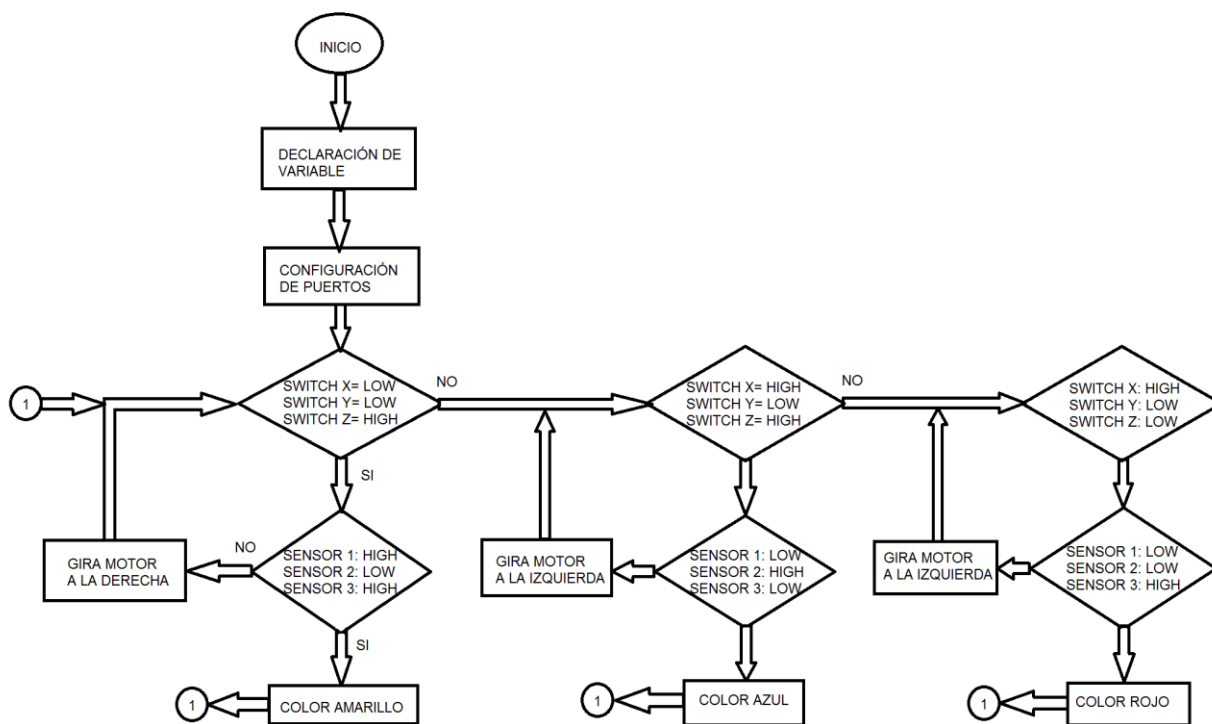 INICIO
DECLARACIÓN DE
VARIABLE
CONFIGURACIÓN
DE PUERTOS
1
SWITCH X= LOW
SWITCH Y= LOW
SWITCH Z= HIGH
NO
SWITCH X= HIGH
SWITCH Y= LOW
SWITCH Z= HIGH
NO
SWITCH X: HIGH
SWITCH Y: LOW
SWITCH Z: LOW
SI
GIRA MOTOR
A LA DERECHA
NO
SENSOR 1: HIGH
SENSOR 2: LOW
SENSOR 3: HIGH
GIRA MOTOR
A LA IZQUIERDA
SENSOR 1: LOW
SENSOR 2: HIGH
SENSOR 3: LOW
GIRA MOTOR
A LA IZQUIERDA
SENSOR 1: LOW
SENSOR 2: LOW
SENSOR 3: HIGH
SI
1
COLOR AMARILLO
1
COLOR AZUL
1
COLOR ROJO